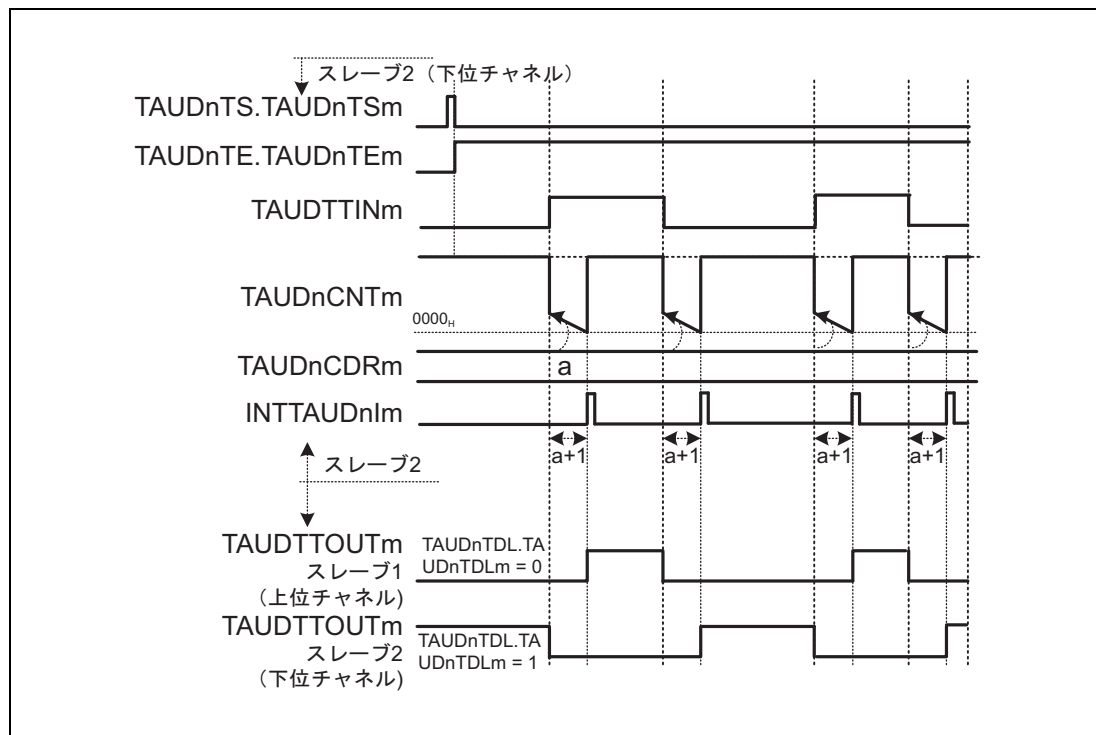 スレーブ2（下位チャネル）
TAUDnTS.TAUDnTSm
TAUDnTE.TAUDnTEm
TAUDTTINm
TAUDnCNTm
0000H
TAUDnCDRm
a
INTTAUDnIm
a+1 a+1 a+1 a+1
スレーブ2
TAUDTTOUTm
スレーブ1
(上位チャネル)
TAUDnTDL.TA
UDnTDLm = 0
TAUDTTOUTm
スレーブ2
(下位チャネル)
TAUDnTDL.TA
UDnTDLm = 1